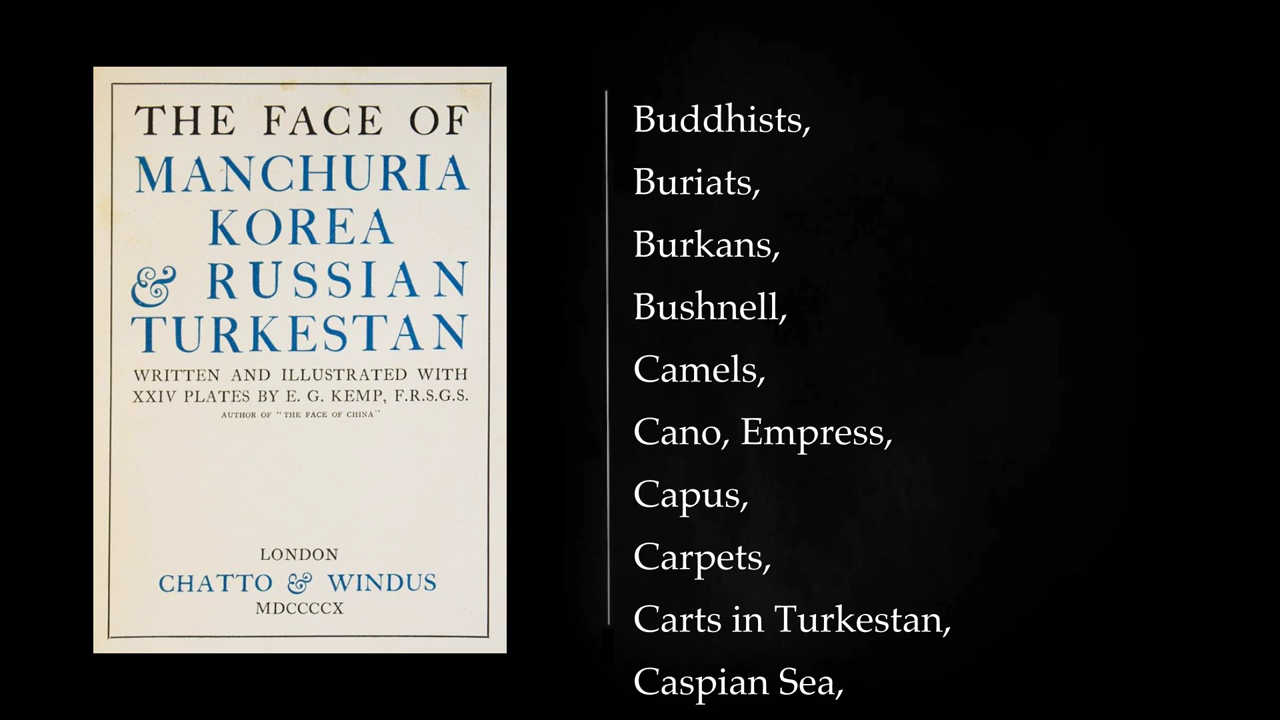 THE FACE OF
MANCHURIA
KOREA
& RUSSIAN
TURKESTAN
WRITTEN AND ILLUSTRATED WITH
XXIV PLATES BY E. G. KEMP, F.R.S.G.S.
AUTHOR OF "THE FACE OF CHINA"
LONDON
CHATTO & WINDUS
MDCCCCX
Buddhists,
Buriats,
Burkans,
Bushnell,
Camels,
Cano, Empress,
Capus,
Carpets,
Carts in Turkestan,
Caspian Sea,